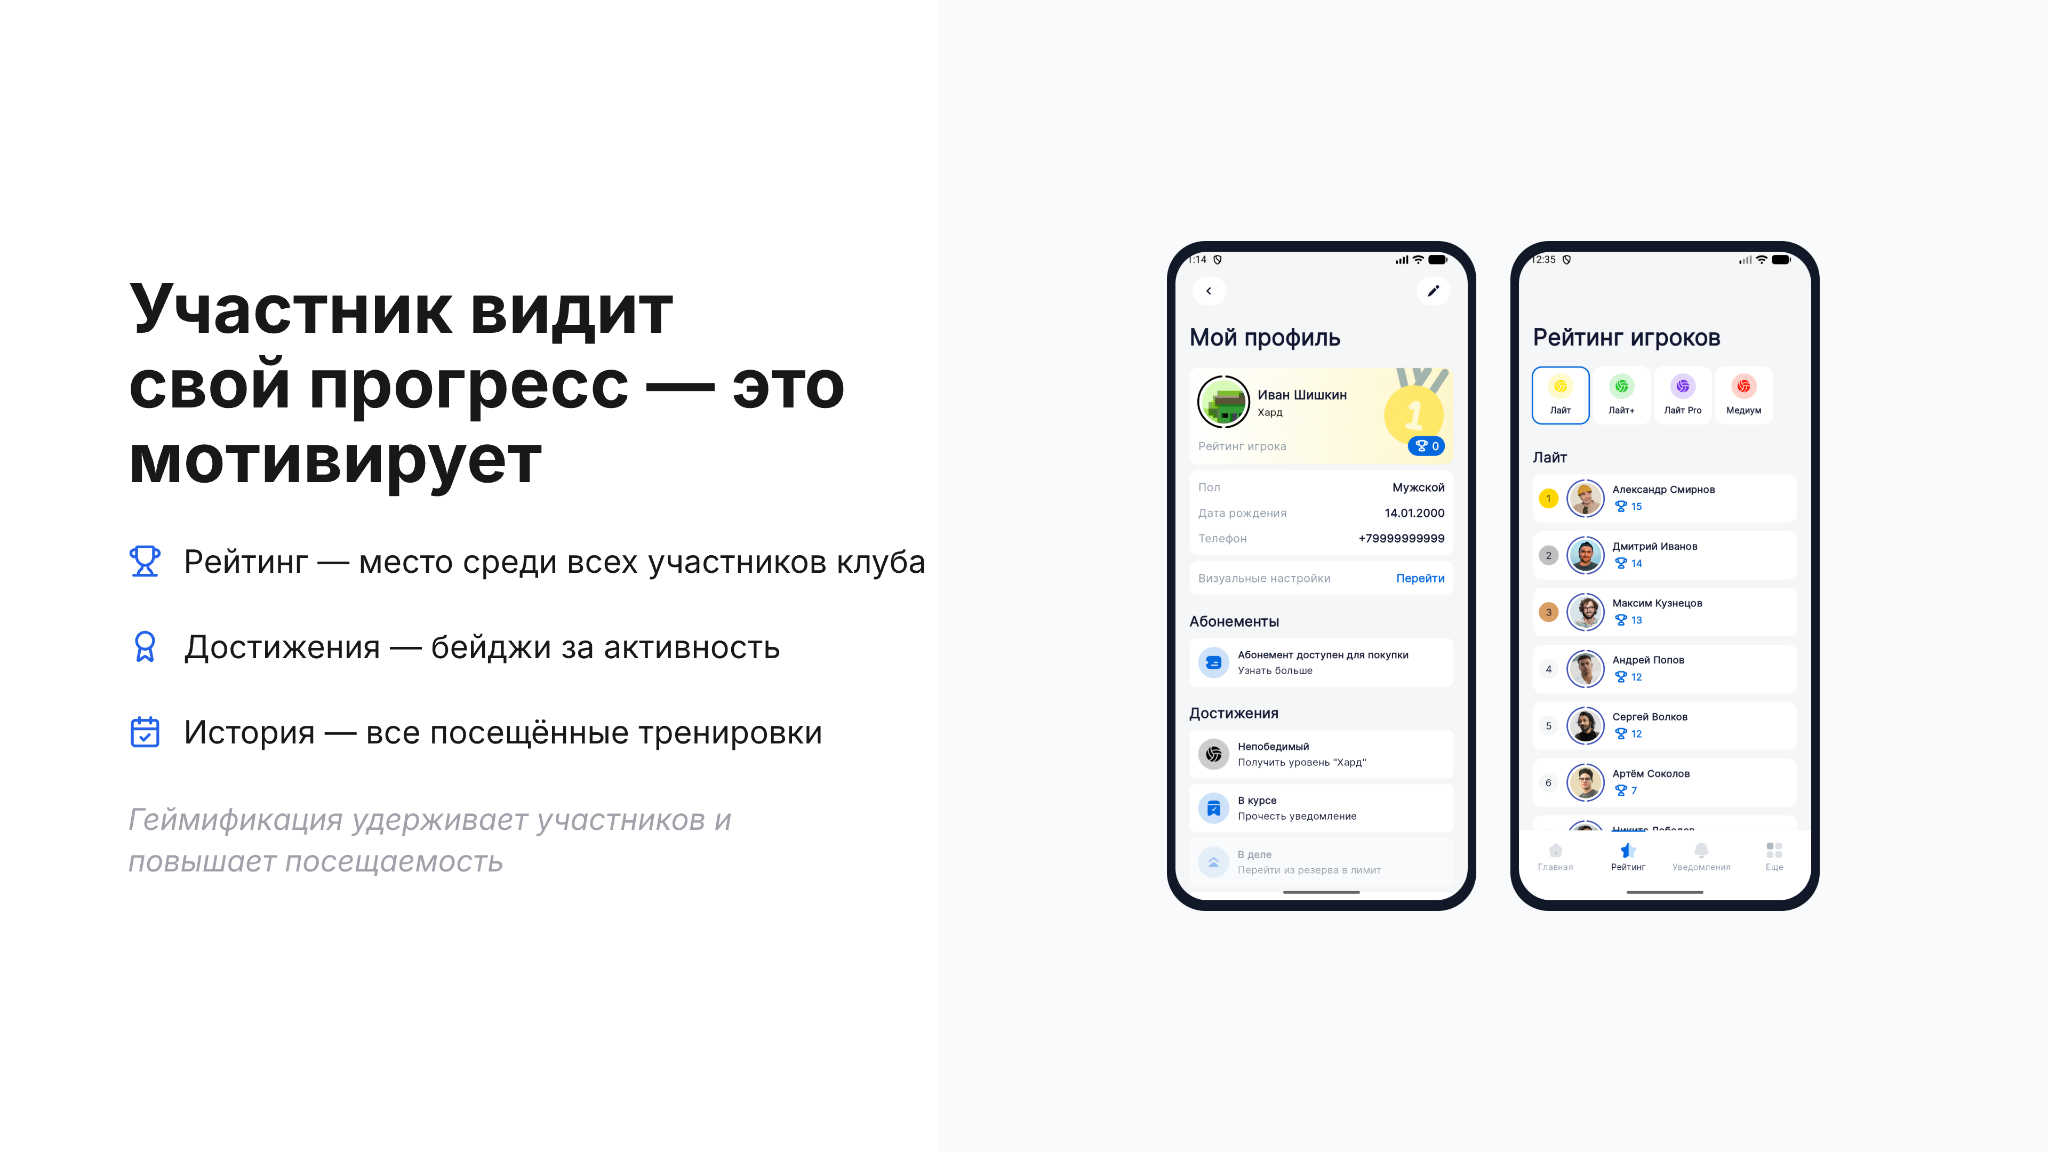 Участник видит
свой прогресс — это
мотивирует
Рейтинг — место среди всех участников клуба
Достижения — бейджи за активность
История — все посещённые тренировки
Геймификация удерживает участников и
повышает посещаемость
1:14
Мой профиль
Иван Шишкин
Хард
1
Рейтинг игрока
0
Пол
Мужской
Дата рождения
14.01.2000
Телефон
+79999999999
Визуальные настройки
Перейти
Абонементы
Абонемент доступен для покупки
Узнать больше
Достижения
Непобедимый
Получить уровень "Хард"
В курсе
Прочесть уведомление
В деле
Перейти из резерва в лимит
12:35
Рейтинг игроков
Лайт
Лайт+
Лайт Pro
Медиум
Лайт
1
Александр Смирнов
15
2
Дмитрий Иванов
14
3
Максим Кузнецов
13
4
Андрей Попов
12
5
Сергей Волков
12
6
Артём Соколов
7
Главная
Рейтинг
Уведомления
Еще